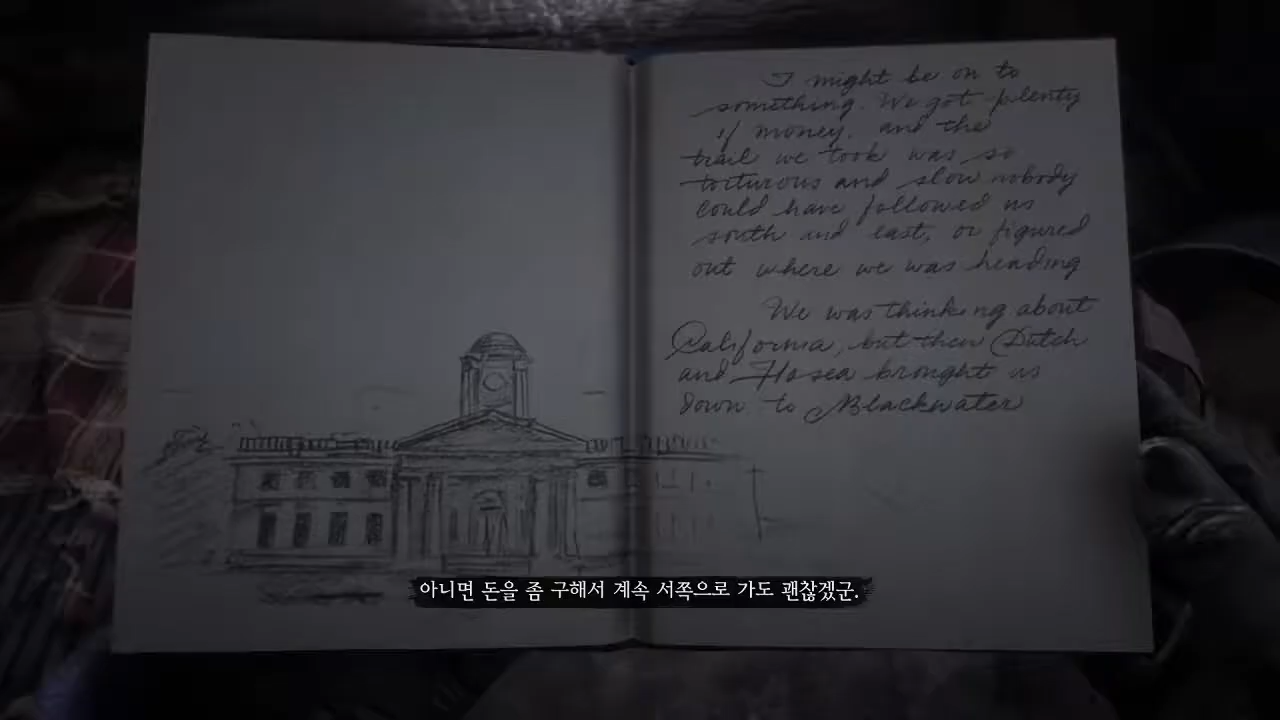 I might be on to
something. We got plenty
of money, and the
trail we took was so
torturous and slow nobody
could have followed us
south and east, or figured
out where we was heading
We was thinking about
California, but then Dutch
and Hosea brought us
down to Blackwater
아니면 돈을 좀 구해서 계속 서쪽으로 가도 괜찮겠군.